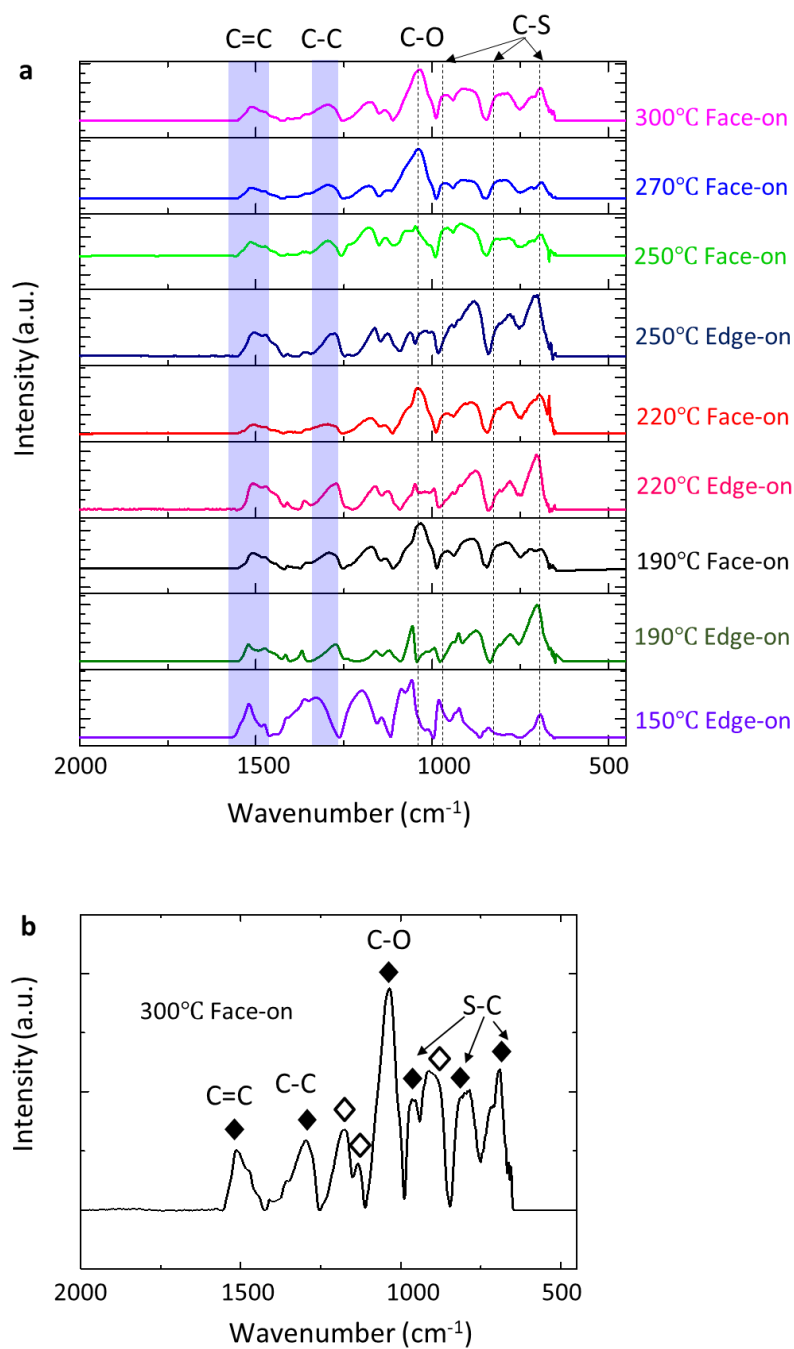 C=C C-C C-O C-S
a
300℃ Face-on
270℃ Face-on
250℃ Face-on
250℃ Edge-on
220℃ Face-on
220℃ Edge-on
190℃ Face-on
190℃ Edge-on
150℃ Edge-on
Intensity (a.u.)
2000 1500 1000 500
Wavenumber (cm⁻¹)
b
C-O
300℃ Face-on
S-C
C=C C-C
Intensity (a.u.)
2000 1500 1000 500
Wavenumber (cm⁻¹)